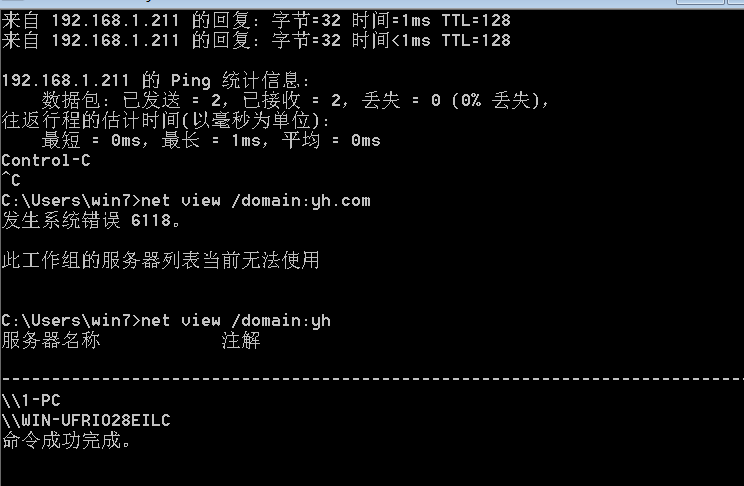 来自 192.168.1.211 的回复: 字节=32 时间=1ms TTL=128
来自 192.168.1.211 的回复: 字节=32 时间<1ms TTL=128
192.168.1.211 的 Ping 统计信息:
数据包: 已发送 = 2, 已接收 = 2, 丢失 = 0 (0% 丢失),
往返行程的估计时间(以毫秒为单位):
最短 = 0ms, 最长 = 1ms, 平均 = 0ms
Control-C
^C
C:\Users\win7>net view /domain:yh.com
发生系统错误 6118。
此工作组的服务器列表当前无法使用
C:\Users\win7>net view /domain:yh
服务器名称 注解
-------------------------------------------------------------------------------
\\1-PC
\\WIN-UFRIO28EILC
命令成功完成。